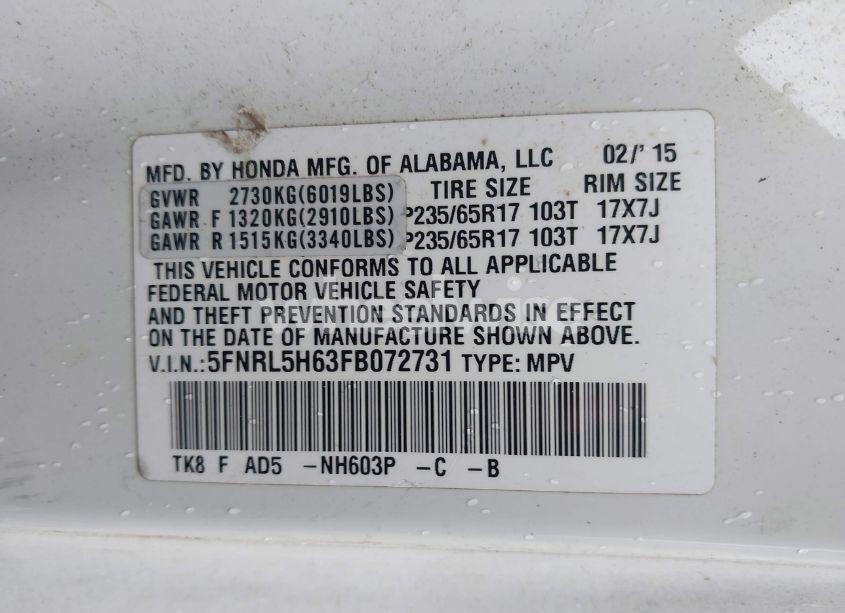 MFD. BY HONDA MFG. OF ALABAMA, LLC 02/'15
GVWR 2730KG(6019LBS) TIRE SIZE RIM SIZE
GAWR F 1320KG(2910LBS) P235/65R17 103T 17X7J
GAWR R 1515KG(3340LBS) P235/65R17 103T 17X7J
THIS VEHICLE CONFORMS TO ALL APPLICABLE
FEDERAL MOTOR VEHICLE SAFETY
AND THEFT PREVENTION STANDARDS IN EFFECT
ON THE DATE OF MANUFACTURE SHOWN ABOVE.
V.I.N.:5FNRL5H63FB072731 TYPE: MPV
TK8 F AD5 -NH603P -C -B